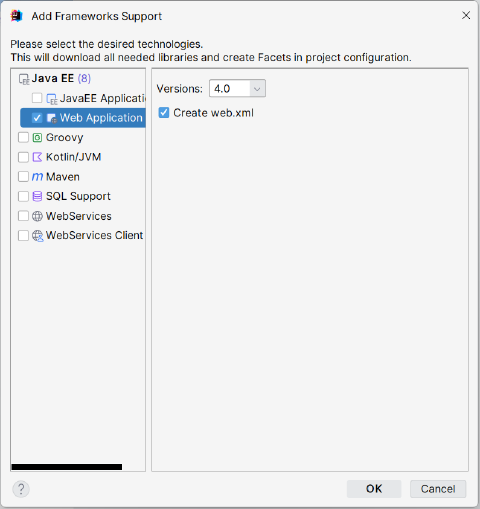 Add Frameworks Support
Please select the desired technologies.
This will download all needed libraries and create Facets in project configuration.
Java EE (8)
JavaEE Applicati
Web Application
Groovy
Kotlin/JVM
Maven
SQL Support
WebServices
WebServices Client
Versions: 4.0
Create web.xml
? OK Cancel